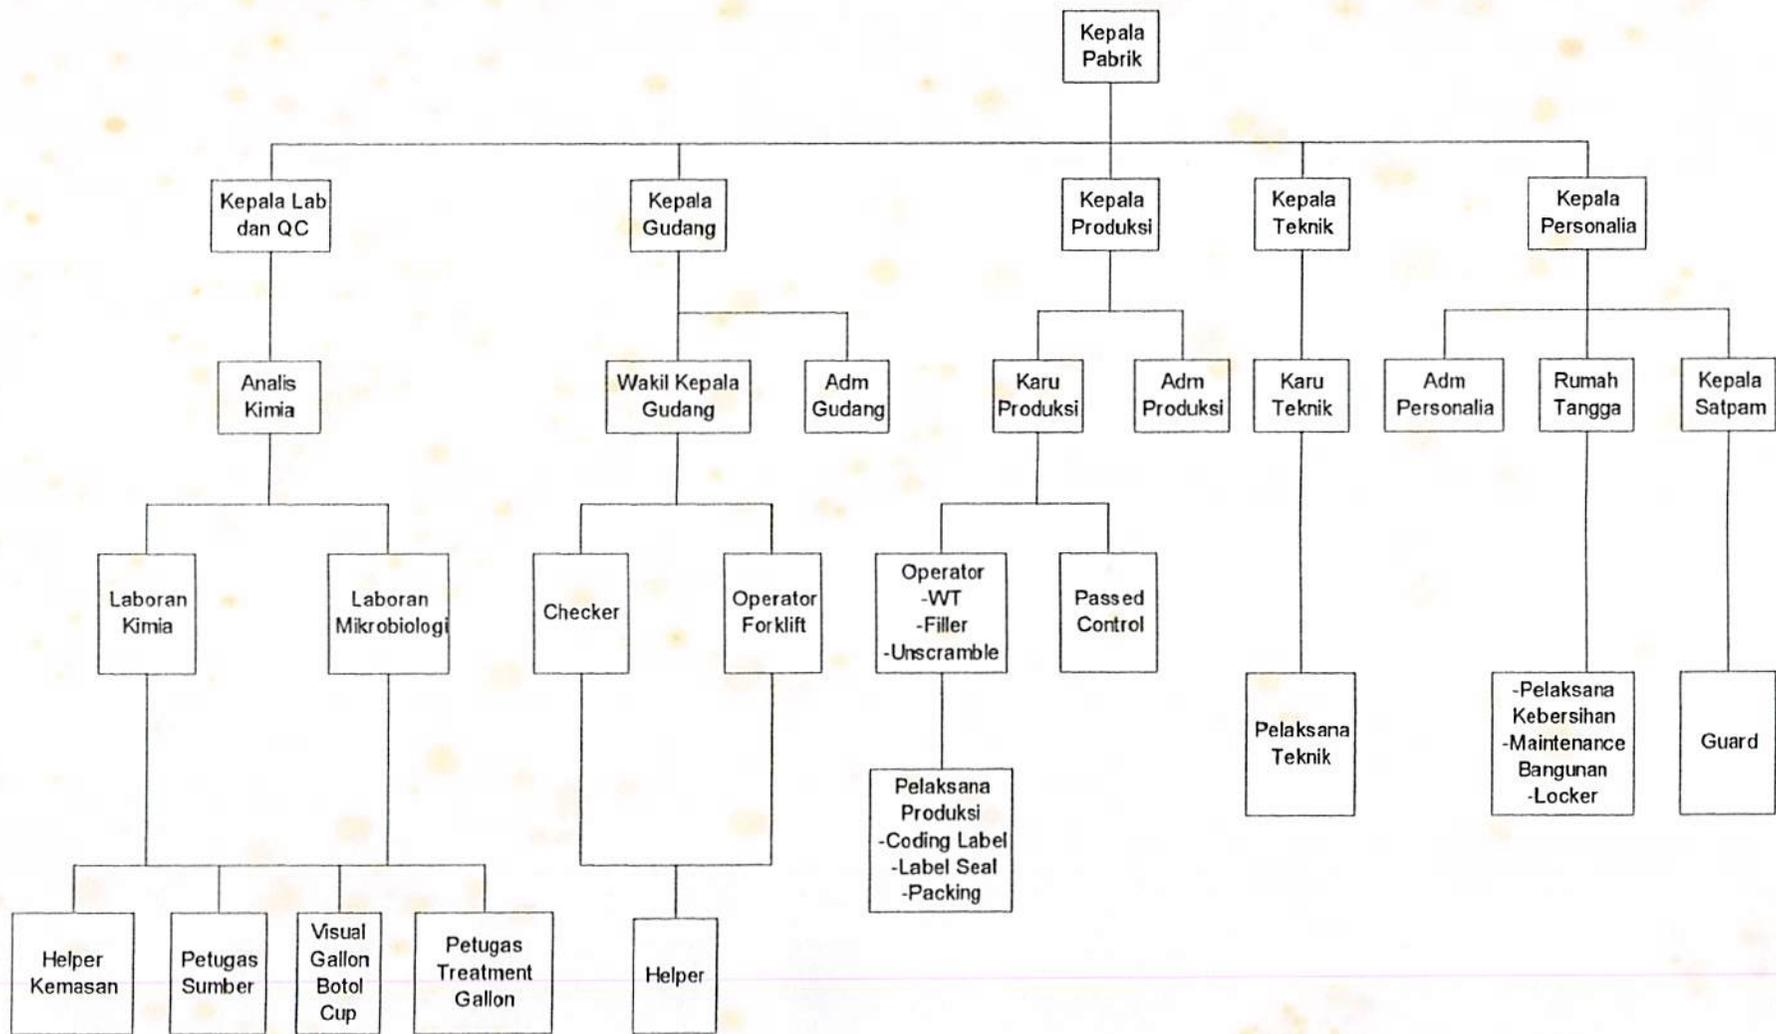 Kepala
Pabrik
Kepala Lab
dan QC
Kepala
Gudang
Kepala
Produksi
Kepala
Teknik
Kepala
Personalia
Analis
Kimia
Wakil Kepala
Gudang
Adm
Gudang
Karu
Produksi
Adm
Produksi
Karu
Teknik
Adm
Personalia
Rumah
Tangga
Kepala
Satpam
Laboran
Kimia
Laboran
Mikrobiologi
Checker
Operator
Forklift
Operator
-WT
-Filler
-Unscramble
Passed
Control
Pelaksana
Teknik
-Pelaksana
Kebersihan
-Maintenance
Bangunan
-Locker
Guard
Pelaksana
Produksi
-Coding Label
-Label Seal
-Packing
Helper
Kemasan
Petugas
Sumber
Visual
Gallon
Botol
Cup
Petugas
Treatment
Gallon
Helper